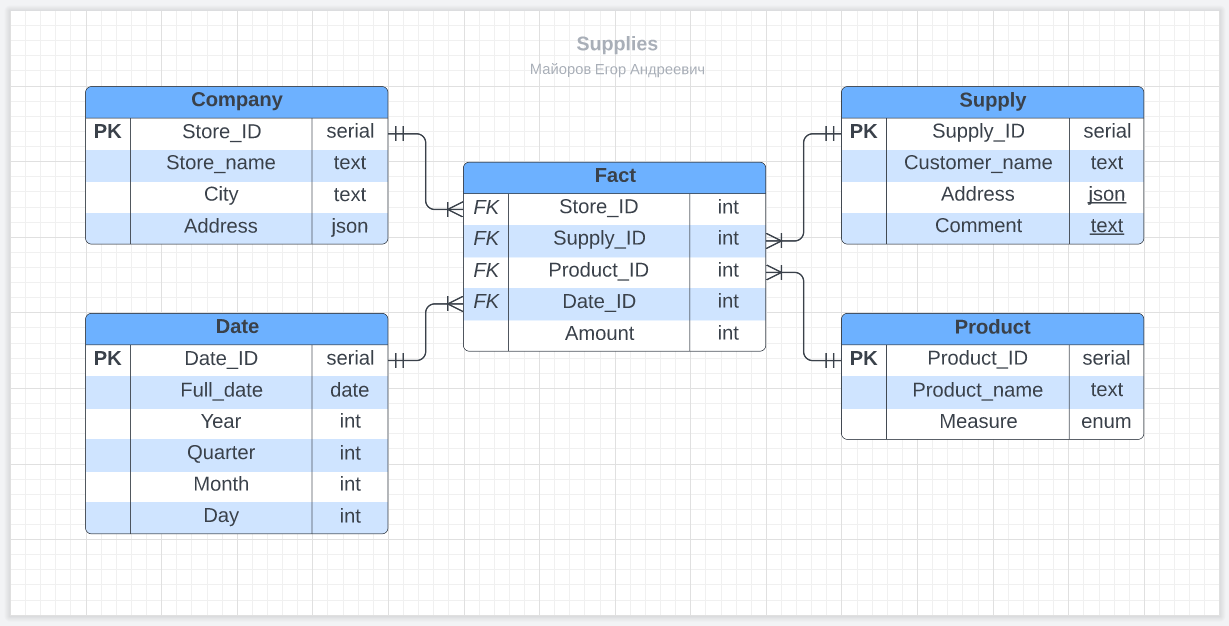 Supplies
Майоров Егор Андреевич
Company
PK Store_ID serial
Store_name text
City text
Address json
Date
PK Date_ID serial
Full_date date
Year int
Quarter int
Month int
Day int
Fact
FK Store_ID int
FK Supply_ID int
FK Product_ID int
FK Date_ID int
Amount int
Supply
PK Supply_ID serial
Customer_name text
Address json
Comment text
Product
PK Product_ID serial
Product_name text
Measure enum